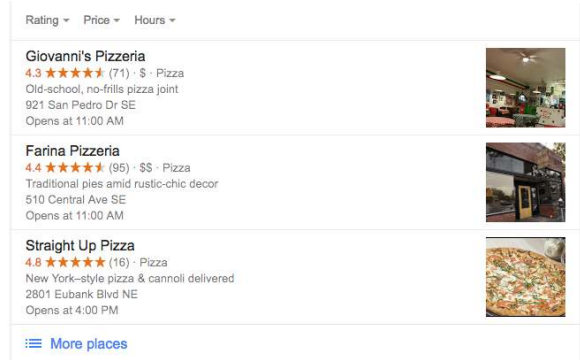 Rating Price Hours
Giovanni's Pizzeria
4.3 (71) · $ · Pizza
Old-school, no-frills pizza joint
921 San Pedro Dr SE
Opens at 11:00 AM
Farina Pizzeria
4.4 (95) · $$ · Pizza
Traditional pies amid rustic-chic decor
510 Central Ave SE
Opens at 11:00 AM
Straight Up Pizza
4.8 (16) · Pizza
New York–style pizza & cannoli delivered
2801 Eubank Blvd NE
Opens at 4:00 PM
More places